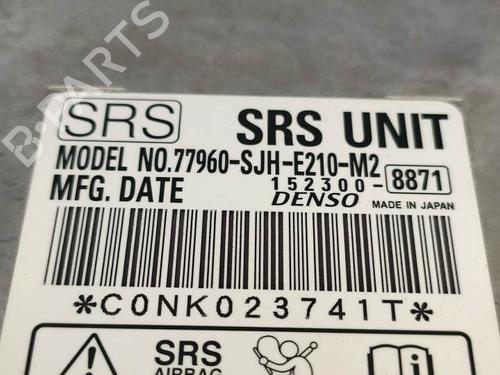 SRS SRS UNIT
MODEL NO.77960-SJH-E210-M2
MFG. DATE 152300-8871
DENSO MADE IN JAPAN
*C0NK023741T*
SRS
AIRBAG
B-PARTS